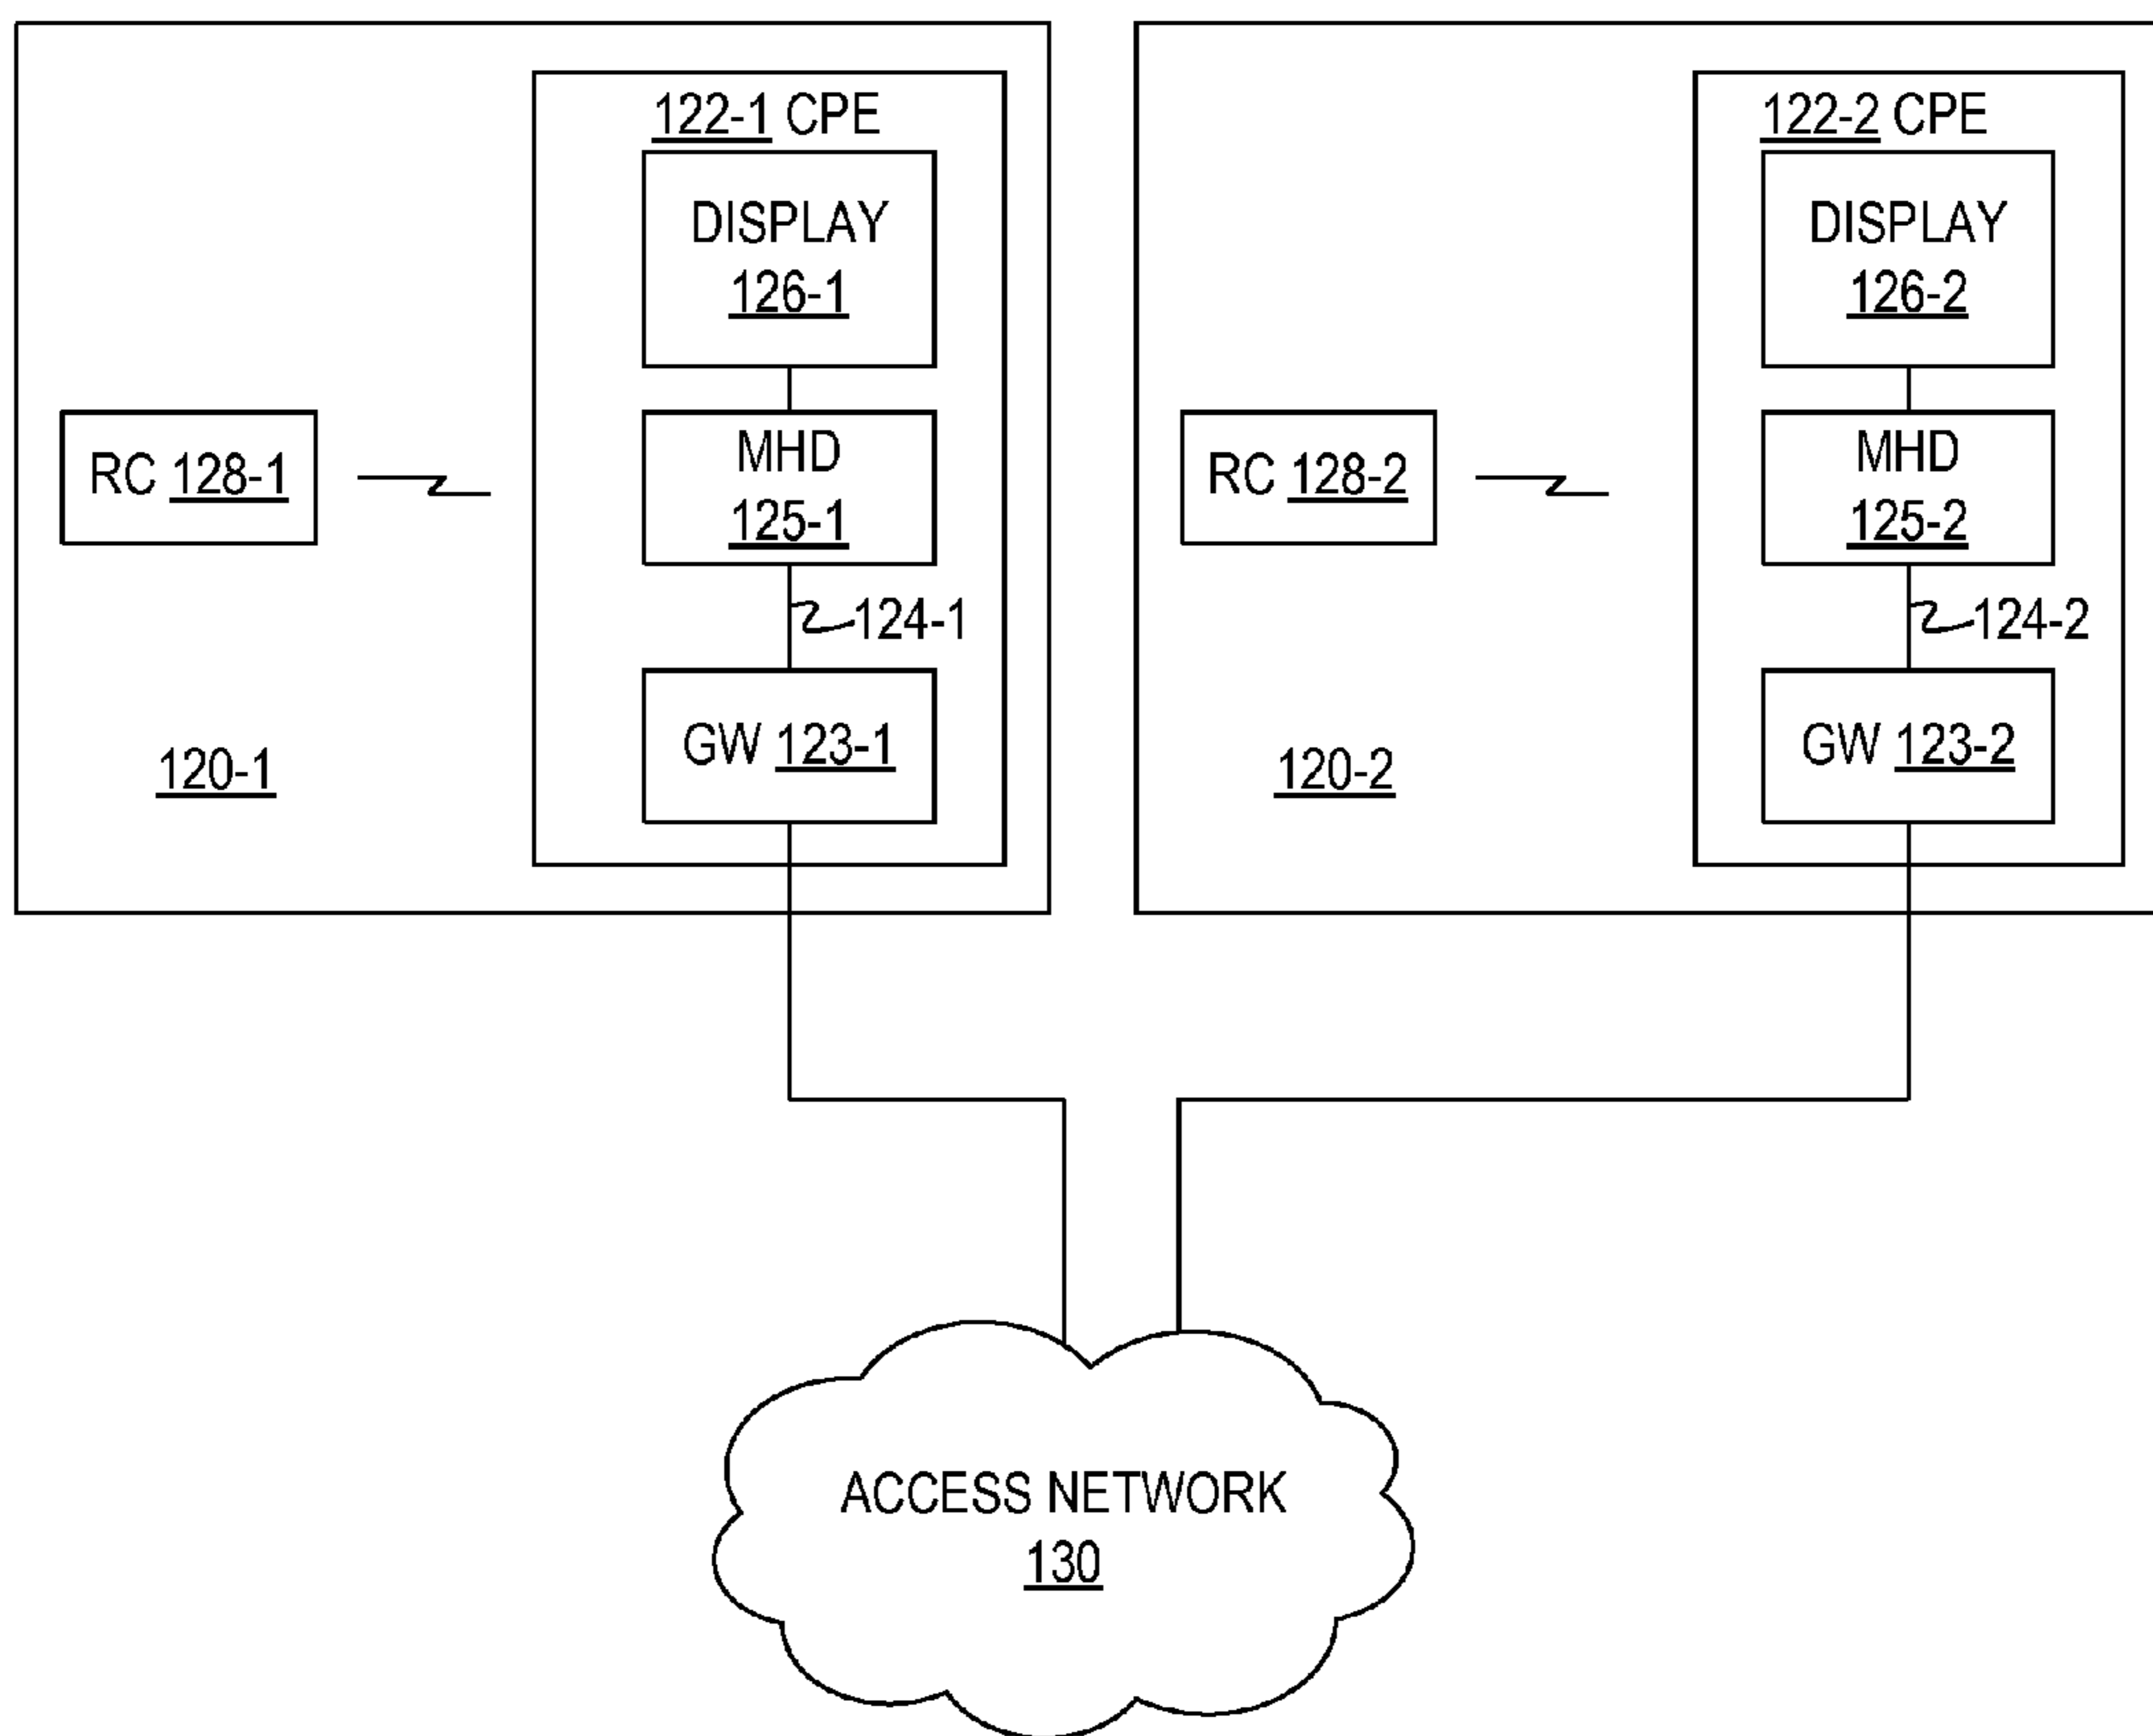 122-1 CPE
DISPLAY
126-1
RC 128-1
MHD
125-1
124-1
GW 123-1
120-1
122-2 CPE
DISPLAY
126-2
RC 128-2
MHD
125-2
124-2
GW 123-2
120-2
ACCESS NETWORK
130